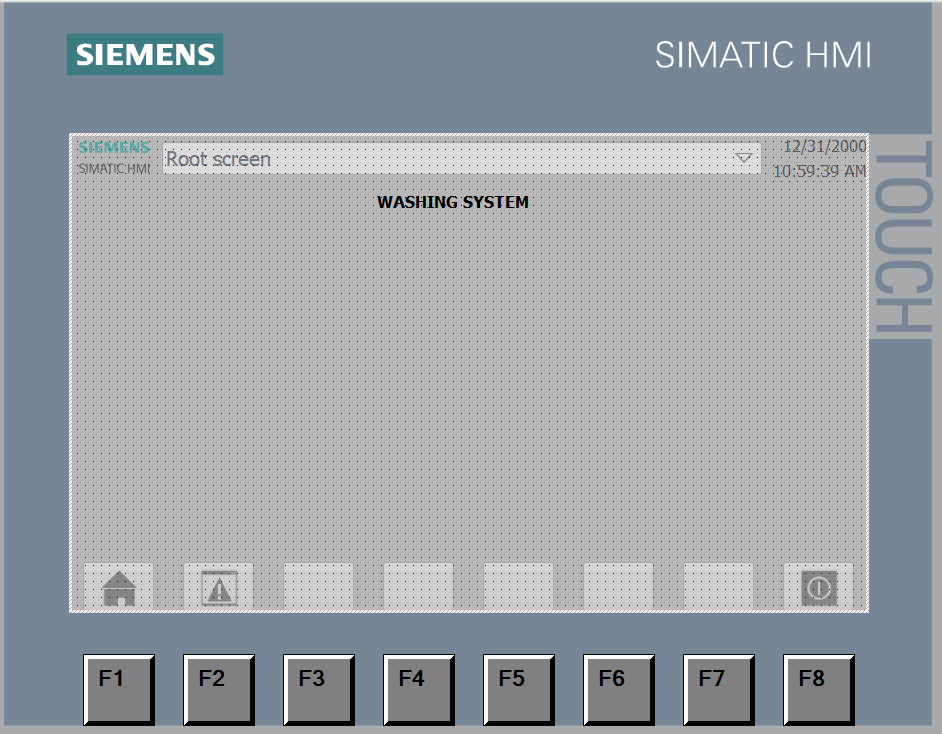 SIEMENS
SIMATIC HMI
SIEMENS
SIMATIC HMI
Root screen
12/31/2000
10:59:39 AM
TOUCH
WASHING SYSTEM
F1 F2 F3 F4 F5 F6 F7 F8